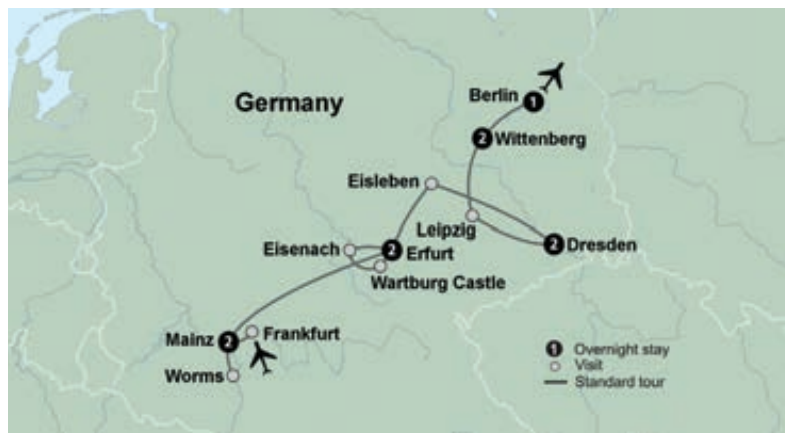 Berlin
1
Germany
2
Wittenberg
Eisleben
Leipzig
2
Dresden
Eisenach
2
Erfurt
Wartburg Castle
Mainz
2
Frankfurt
Worms
1 Overnight stay
Visit
Standard tour